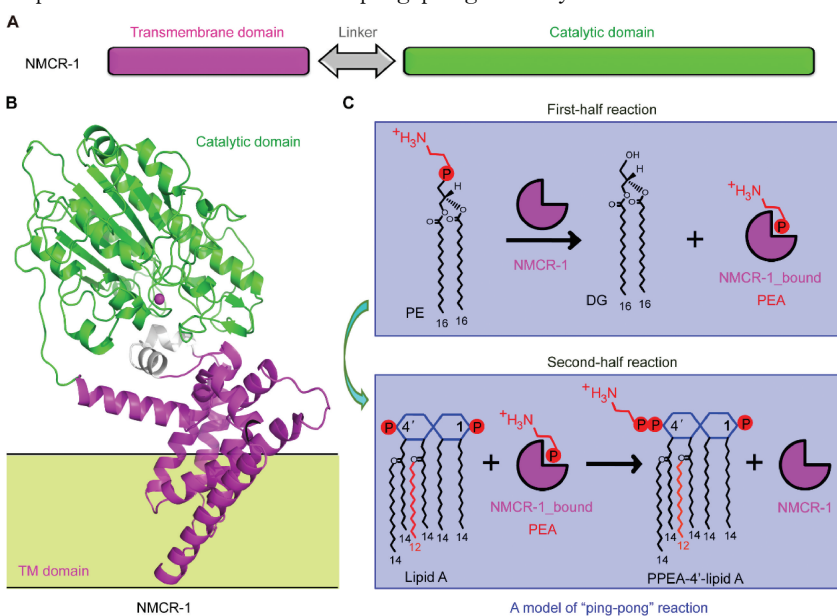 A
Transmembrane domain
Linker
Catalytic domain
NMCR-1
B
Catalytic domain
TM domain
NMCR-1
C
First-half reaction
+H3N
P
H
O
O
O
O
PE
16
16
NMCR-1
OH
H
O
O
O
O
DG
16
16
+
+H3N
P
NMCR-1_bound
PEA
Second-half reaction
P
4′
1
P
O
O
14
14
12
14
14
14
Lipid A
+
+H3N
P
NMCR-1_bound
PEA
+H3N
P
P
4′
1
P
O
O
14
14
12
14
14
14
PPEA-4′-lipid A
+
NMCR-1
A model of “ping-pong” reaction